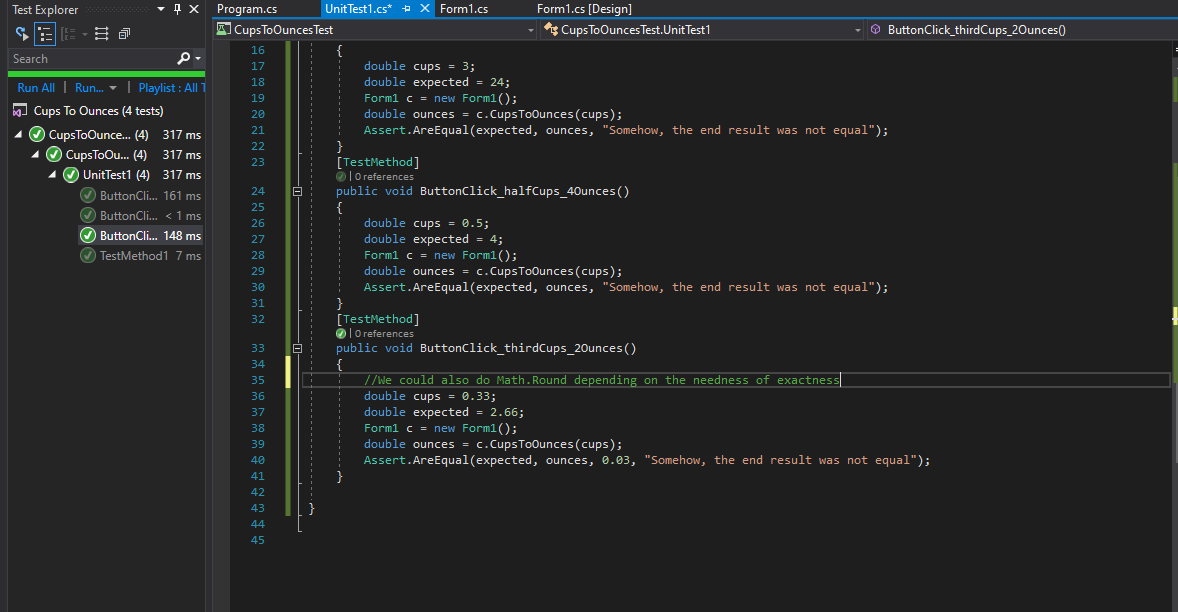 Test Explorer
Search
Run All | Run... | Playlist : All T
Cups To Ounces (4 tests)
CupsToOunce... (4) 317 ms
CupsToOu... (4) 317 ms
UnitTest1 (4) 317 ms
ButtonCli... 161 ms
ButtonCli... < 1 ms
ButtonCli... 148 ms
TestMethod1 7 ms
Program.cs UnitTest1.cs* Form1.cs Form1.cs [Design]
CupsToOuncesTest CupsToOuncesTest.UnitTest1 ButtonClick_thirdCups_2Ounces()
16 {
17 double cups = 3;
18 double expected = 24;
19 Form1 c = new Form1();
20 double ounces = c.CupsToOunces(cups);
21 Assert.AreEqual(expected, ounces, "Somehow, the end result was not equal");
22 }
23 [TestMethod]
| 0 references
24 public void ButtonClick_halfCups_4Ounces()
25 {
26 double cups = 0.5;
27 double expected = 4;
28 Form1 c = new Form1();
29 double ounces = c.CupsToOunces(cups);
30 Assert.AreEqual(expected, ounces, "Somehow, the end result was not equal");
31 }
32 [TestMethod]
| 0 references
33 public void ButtonClick_thirdCups_2Ounces()
34 {
35 //We could also do Math.Round depending on the needness of exactness
36 double cups = 0.33;
37 double expected = 2.66;
38 Form1 c = new Form1();
39 double ounces = c.CupsToOunces(cups);
40 Assert.AreEqual(expected, ounces, 0.03, "Somehow, the end result was not equal");
41 }
42
43 }
44
45